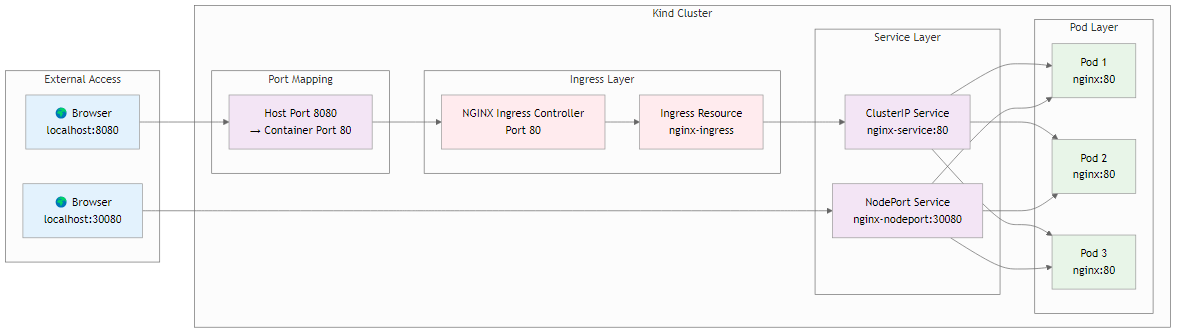 Kind Cluster
External Access
🌍 Browser
localhost:8080
🌍 Browser
localhost:30080
Port Mapping
Host Port 8080
→ Container Port 80
Ingress Layer
NGINX Ingress Controller
Port 80
Ingress Resource
nginx-ingress
Service Layer
ClusterIP Service
nginx-service:80
NodePort Service
nginx-nodeport:30080
Pod Layer
Pod 1
nginx:80
Pod 2
nginx:80
Pod 3
nginx:80